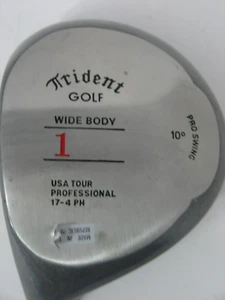 Trident
GOLF
WIDE BODY
1
10°
PRO SWING
USA TOUR
PROFESSIONAL
17-4 PH